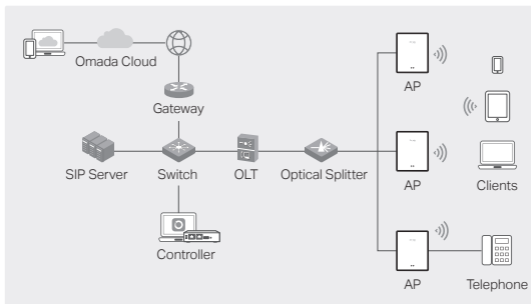 Omada Cloud
Gateway
AP
SIP Server
Switch
OLT
Optical Splitter
AP
Clients
Controller
AP
Telephone